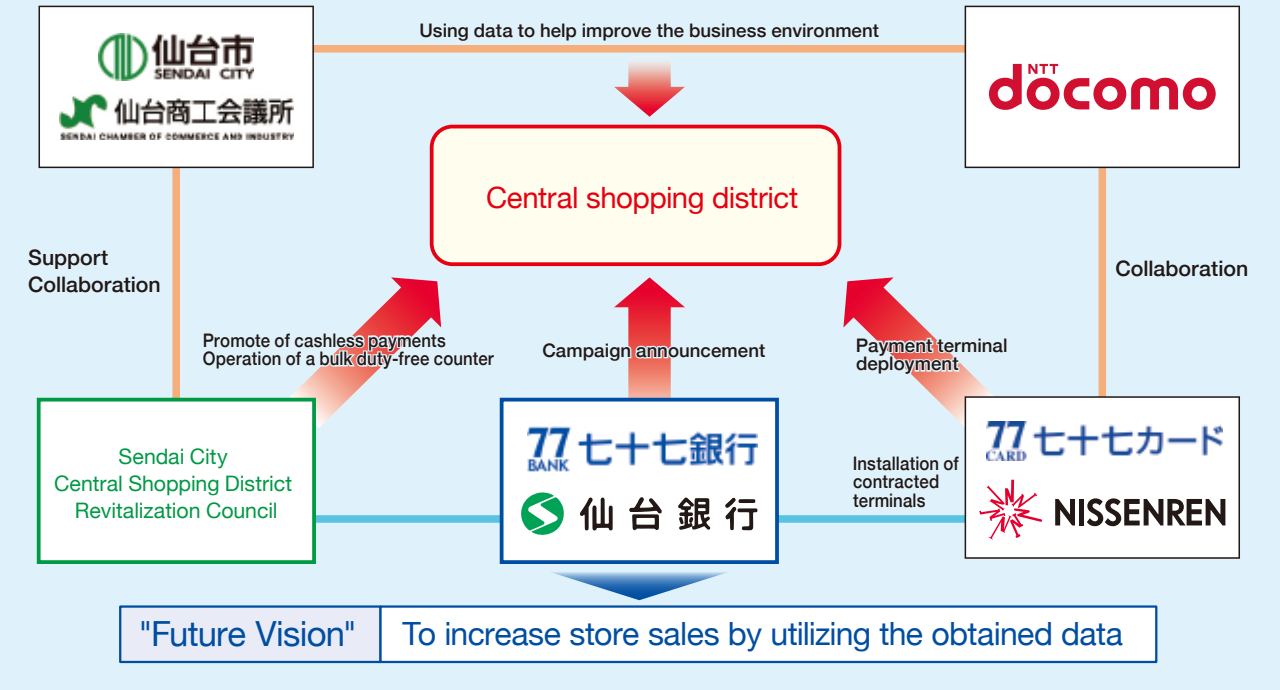 Using data to help improve the business environment
仙台市
SENDAI CITY
仙台商工会議所
SENDAI CHAMBER OF COMMERCE AND INDUSTRY
NTT
döcomo
Central shopping district
Support
Collaboration
Collaboration
Promote of cashless payments
Operation of a bulk duty-free counter
Campaign announcement
Payment terminal
deployment
Sendai City
Central Shopping District
Revitalization Council
77 BANK 七十七銀行
仙台銀行
Installation of
contracted
terminals
77 CARD 七十七カード
NISSENREN
"Future Vision" To increase store sales by utilizing the obtained data